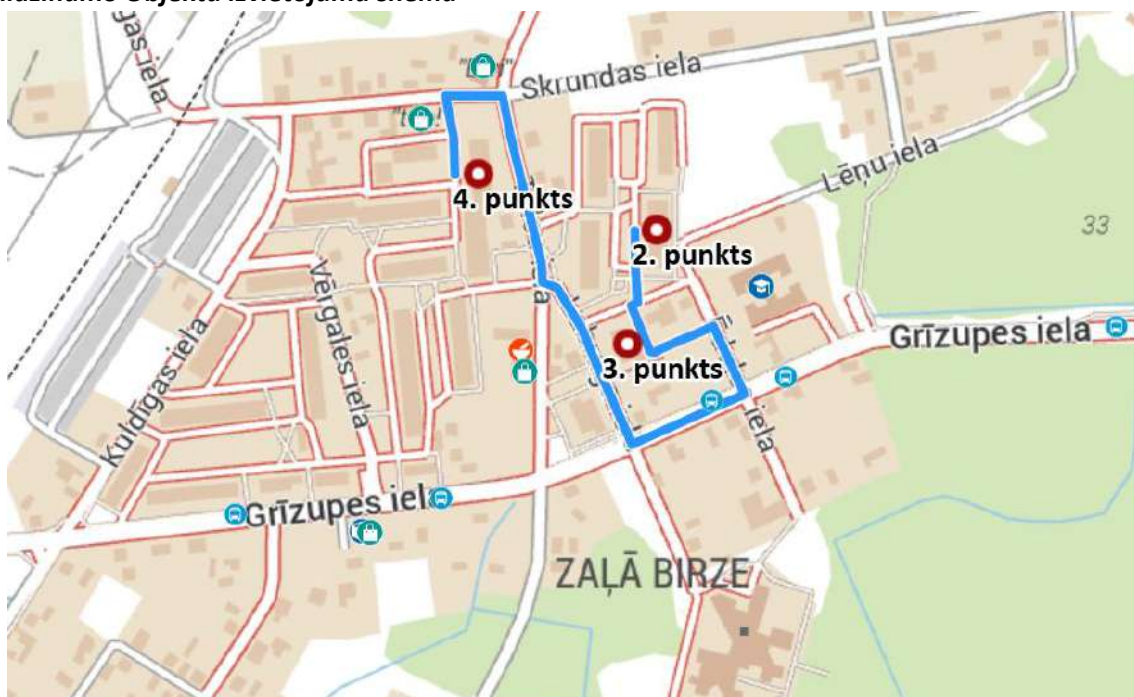 Skrundas iela
Lēņu iela
4. punkts
33
2. punkts
Vērgales iela
Kuldīgas iela
Grīzupes iela
3. punkts
iela
Grīzupes iela
ZAĻĀ BIRZE